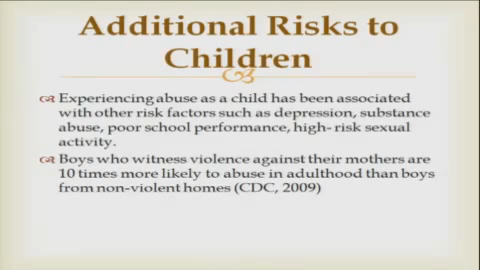 Additional Risks to
Children
Experiencing abuse as a child has been associated
with other risk factors such as depression, substance
abuse, poor school performance, high- risk sexual
activity.
Boys who witness violence against their mothers are
10 times more likely to abuse in adulthood than boys
from non-violent homes (CDC, 2009)